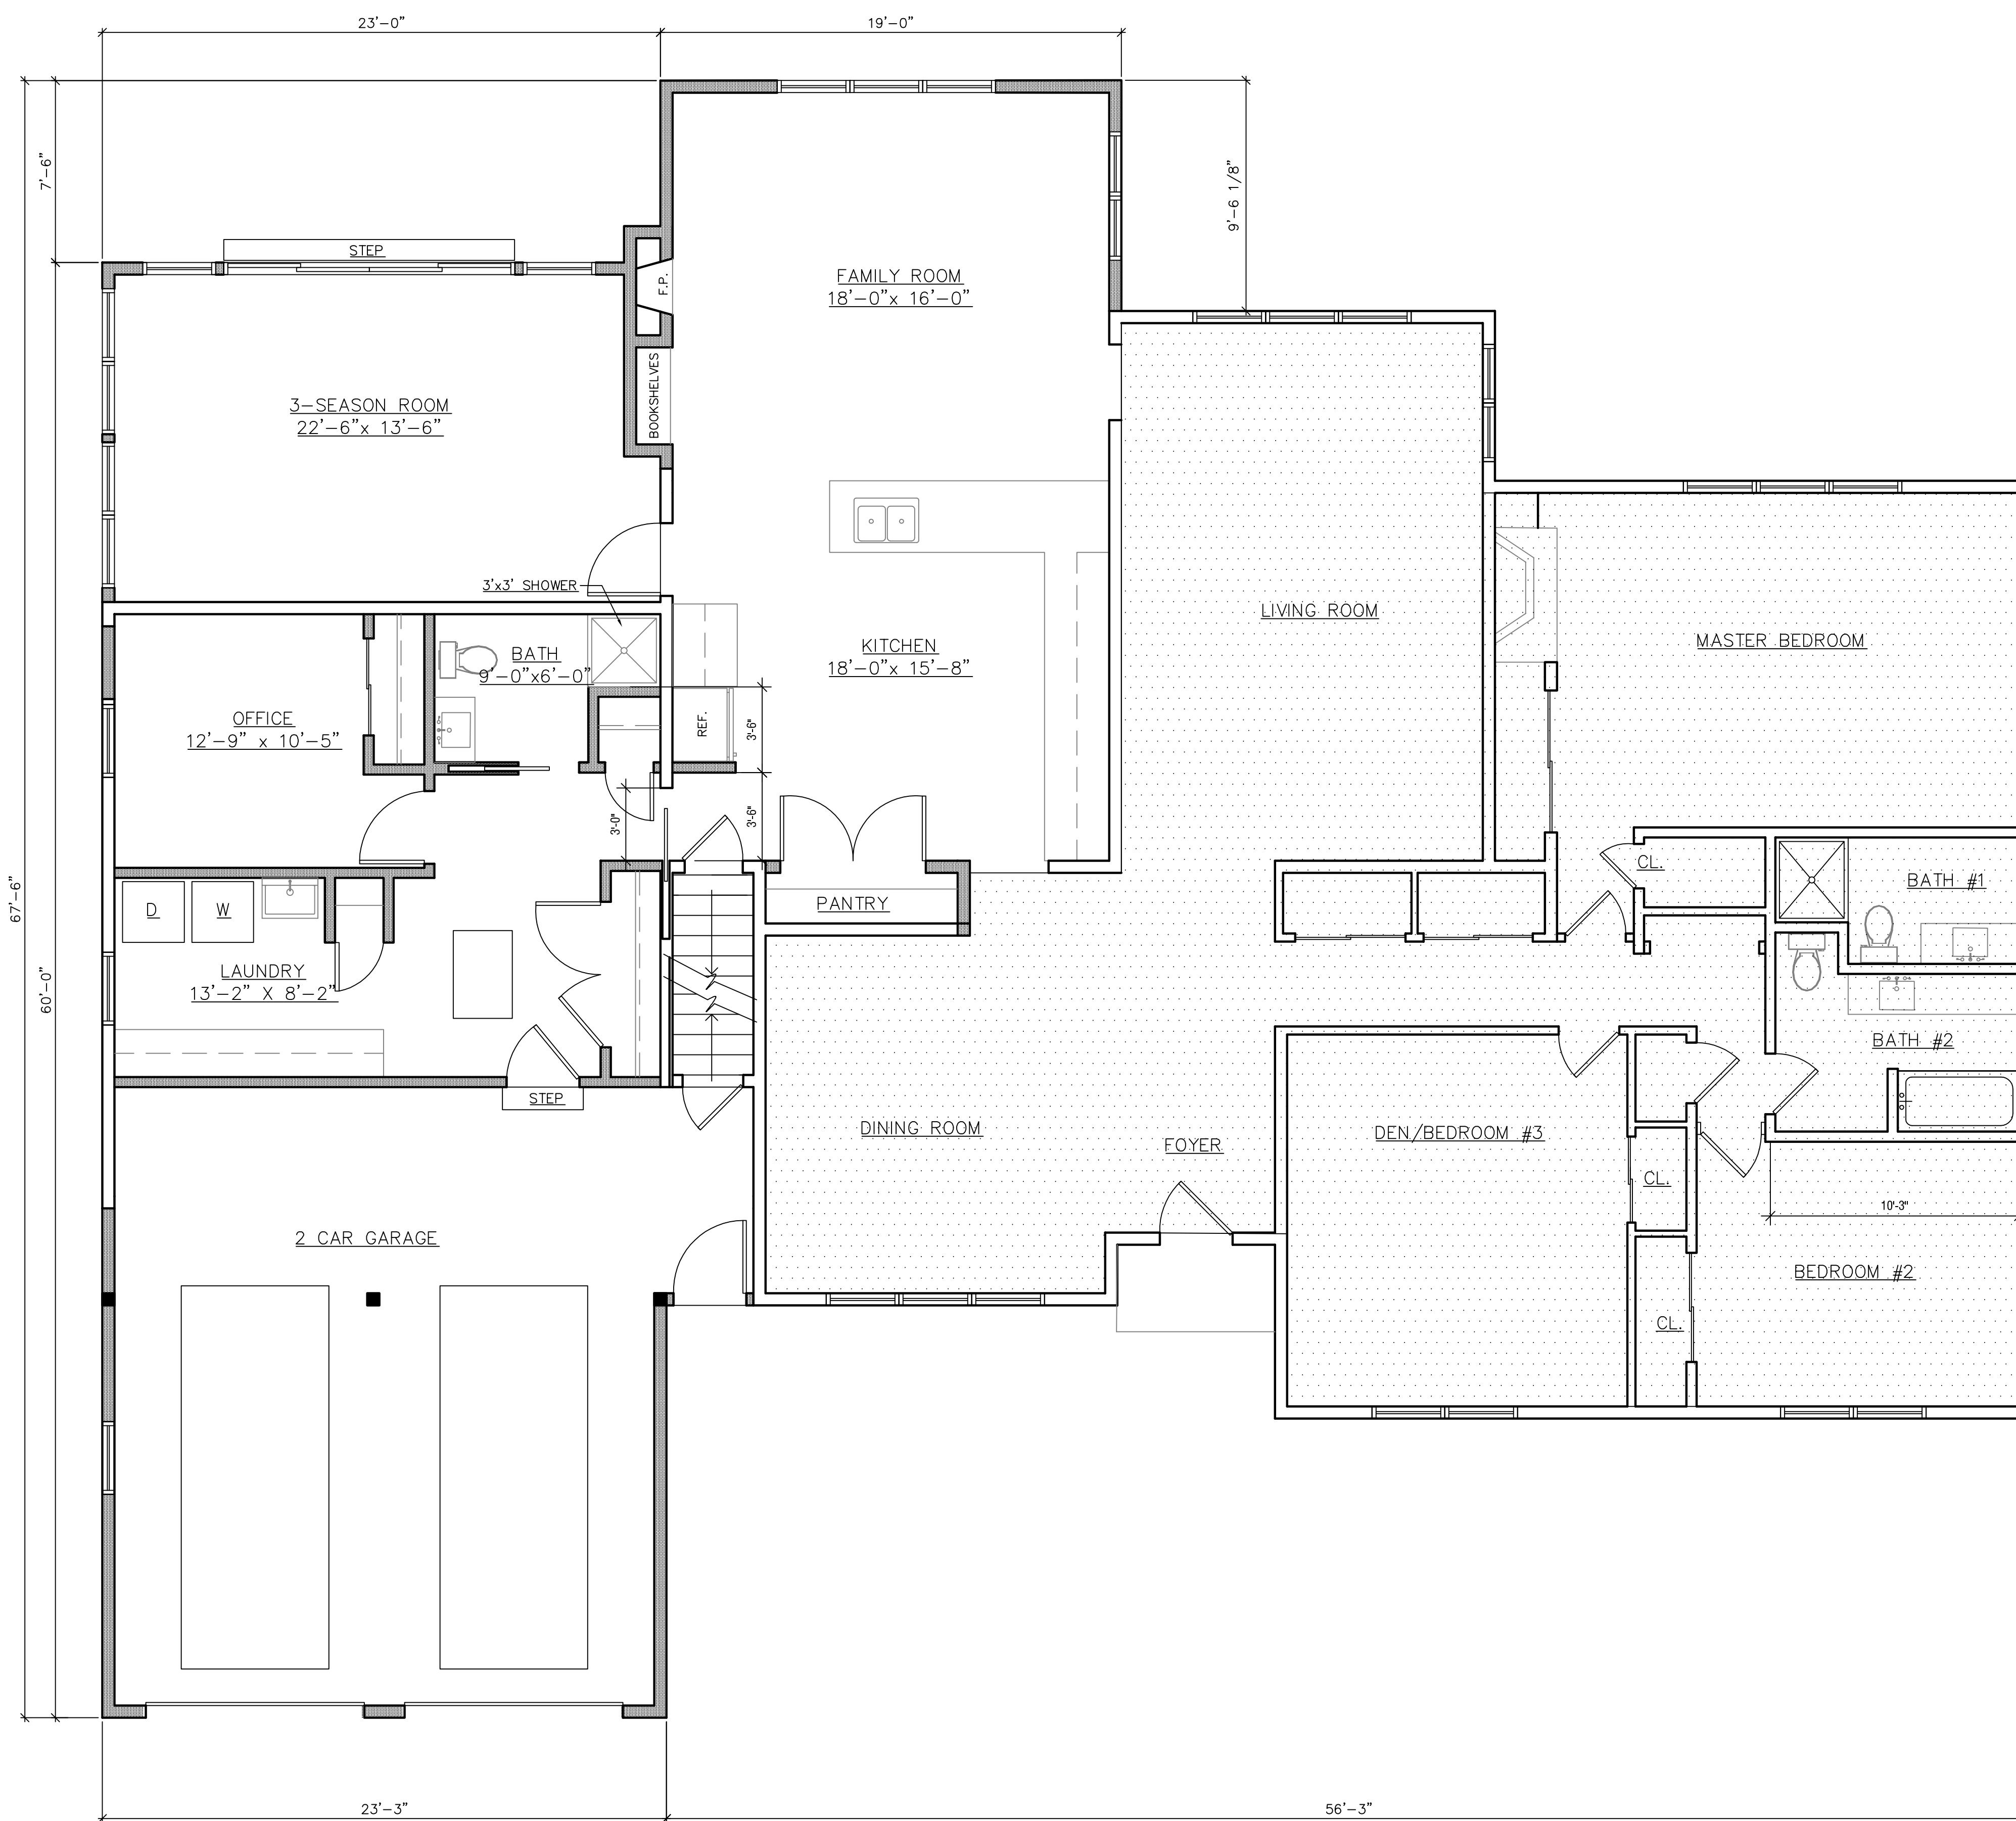 23'-0"
19'-0"
7'-6"
9'-6 1/8"
STEP
FAMILY ROOM
18'-0"x 16'-0"
F.P.
BOOKSHELVES
3-SEASON ROOM
22'-6"x 13'-6"
3'x3' SHOWER
LIVING ROOM
MASTER BEDROOM
BATH
9'-0"x6'-0"
KITCHEN
18'-0"x 15'-8"
OFFICE
12'-9" x 10'-5"
REF.
3'-6"
3'-0"
3'-6"
CL.
BATH #1
D
W
PANTRY
67'-6"
60'-0"
LAUNDRY
13'-2" X 8'-2"
BATH #2
STEP
DINING ROOM
FOYER
DEN/BEDROOM #3
CL.
10'-3"
2 CAR GARAGE
BEDROOM #2
CL.
23'-3"
56'-3"